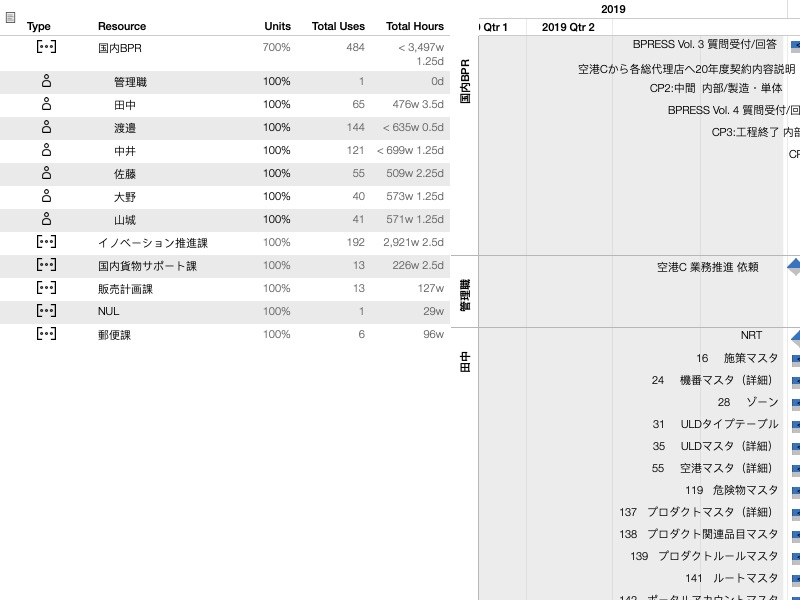 Type Resource Units Total Uses Total Hours
国内BPR 700% 484 < 3,497w
1.25d
管理職 100% 1 0d
田中 100% 65 476w 3.5d
渡邉 100% 144 < 635w 0.5d
中井 100% 121 < 699w 1.25d
佐藤 100% 55 509w 2.25d
大野 100% 40 573w 1.25d
山城 100% 41 571w 1.25d
イノベーション推進課 100% 192 2,921w 2.5d
国内貨物サポート課 100% 13 226w 2.5d
販売計画課 100% 13 127w
NUL 100% 1 29w
郵便課 100% 6 96w
2019
Qtr 1 2019 Qtr 2
国内BPR
BPRESS Vol. 3 質問受付/回答
空港Cから各総代理店へ20年度契約内容説明
CP2:中間 内部/製造・単体
BPRESS Vol. 4 質問受付/回
CP3:工程終了 内部
CP
管理職
空港C 業務推進 依頼
田中
NRT
16 施策マスタ
24 機番マスタ（詳細）
28 ゾーン
31 ULDタイプテーブル
35 ULDマスタ（詳細）
55 空港マスタ（詳細）
119 危険物マスタ
137 プロダクトマスタ（詳細）
138 プロダクト関連品目マスタ
139 プロダクトルールマスタ
141 ルートマスタ
142 ポータルアカウントマスタ